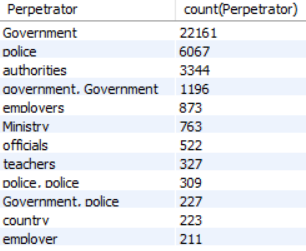 Perpetrator count(Perpetrator)
Government 22161
police 6067
authorities 3344
government, Government 1196
employers 873
Ministry 763
officials 522
teachers 327
police, police 309
Government, police 227
country 223
employer 211